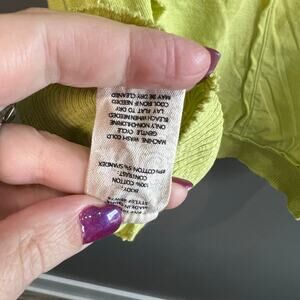 BODY:
100% COTTON
CONTRAST:
95% COTTON 5% SPANDEX
MACHINE WASH COLD
GENTLE CYCLE
ONLY NON-CHLORINE
BLEACH WHEN NEEDED
LAY FLAT TO DRY
COOL IRON IF NEEDED
MAY BE DRY CLEANED